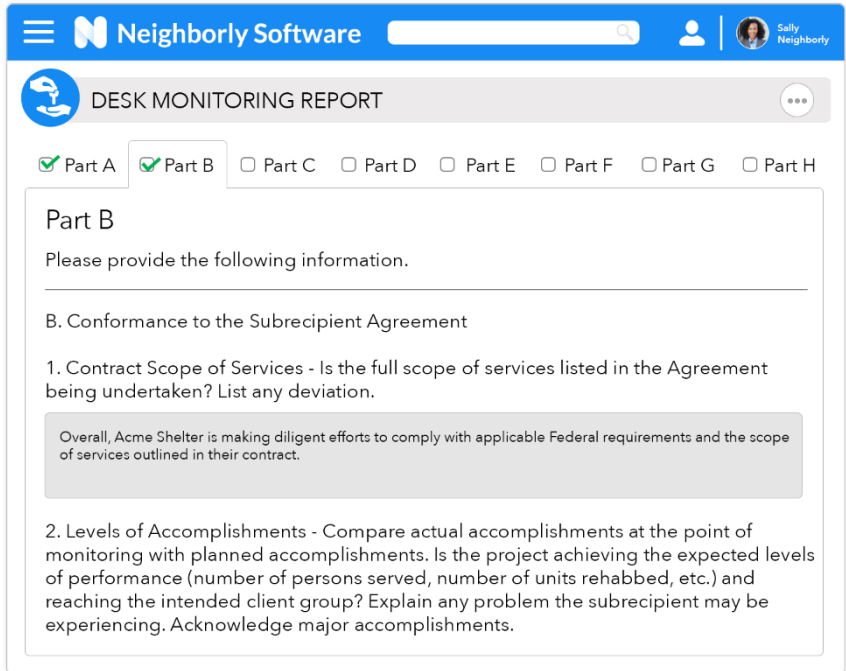 Neighborly Software
Sally
Neighborly
DESK MONITORING REPORT
Part A Part B Part C Part D Part E Part F Part G Part H
Part B
Please provide the following information.
B. Conformance to the Subrecipient Agreement
1. Contract Scope of Services - Is the full scope of services listed in the Agreement
being undertaken? List any deviation.
Overall, Acme Shelter is making diligent efforts to comply with applicable Federal requirements and the scope
of services outlined in their contract.
2. Levels of Accomplishments - Compare actual accomplishments at the point of
monitoring with planned accomplishments. Is the project achieving the expected levels
of performance (number of persons served, number of units rehabbed, etc.) and
reaching the intended client group? Explain any problem the subrecipient may be
experiencing. Acknowledge major accomplishments.